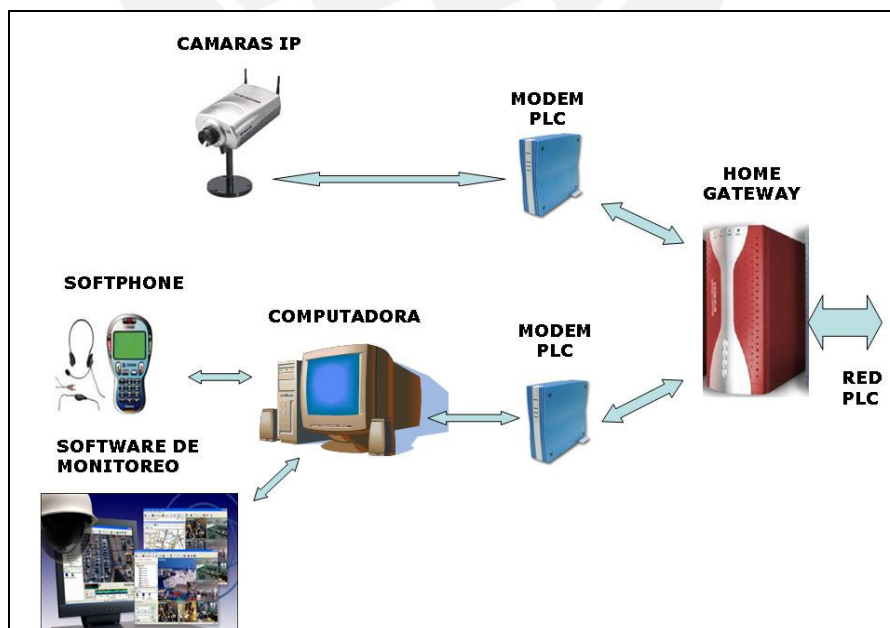 CAMARAS IP
MODEM
PLC
HOME
GATEWAY
SOFTPHONE
COMPUTADORA
MODEM
PLC
RED
PLC
SOFTWARE DE
MONITOREO